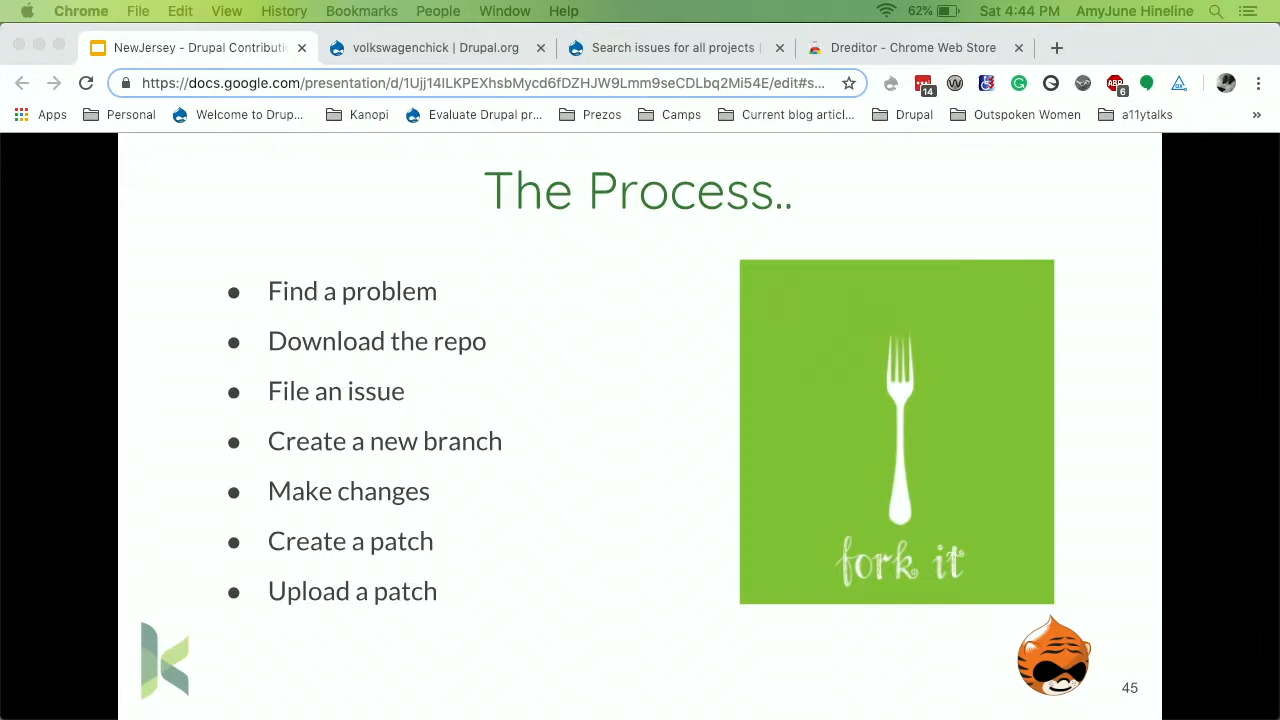 Chrome File Edit View History Bookmarks People Window Help 62% Sat 4:44 PM AmyJune Hineline
NewJersey - Drupal Contributi volkswagenchick | Drupal.org Search issues for all projects | Dreditor - Chrome Web Store
https://docs.google.com/presentation/d/1Ujj14ILKPEXhsbMycd6fDZHJW9Lmm9seCDLbq2Mi54E/edit#s... 14 ABP 6
Apps Personal Welcome to Drup... Kanopi Evaluate Drupal pr... Prezos Camps Current blog articl... Drupal Outspoken Women a11ytalks »
The Process..
● Find a problem
● Download the repo
● File an issue
● Create a new branch
● Make changes
● Create a patch
● Upload a patch
fork it
45